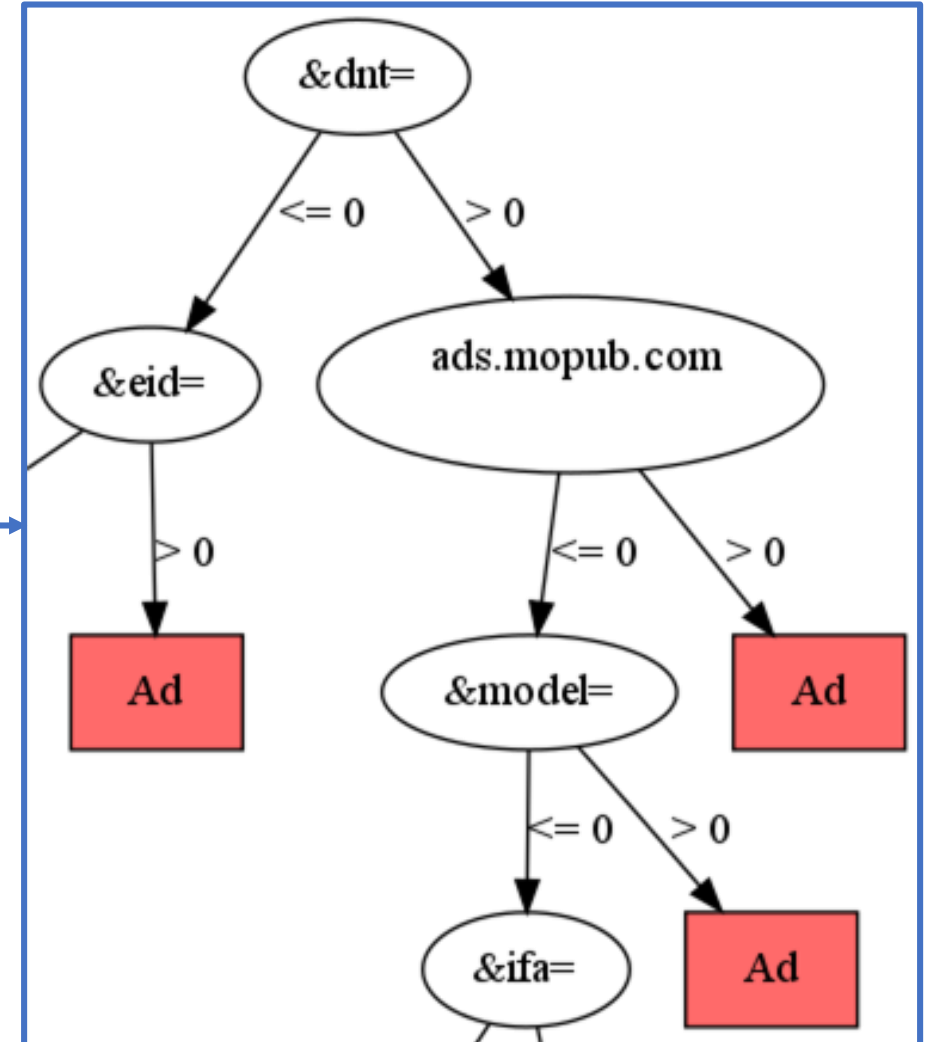 &dnt=
<= 0
> 0
&eid=
ads.mopub.com
> 0
<= 0
> 0
Ad
&model=
Ad
<= 0
> 0
&ifa=
Ad